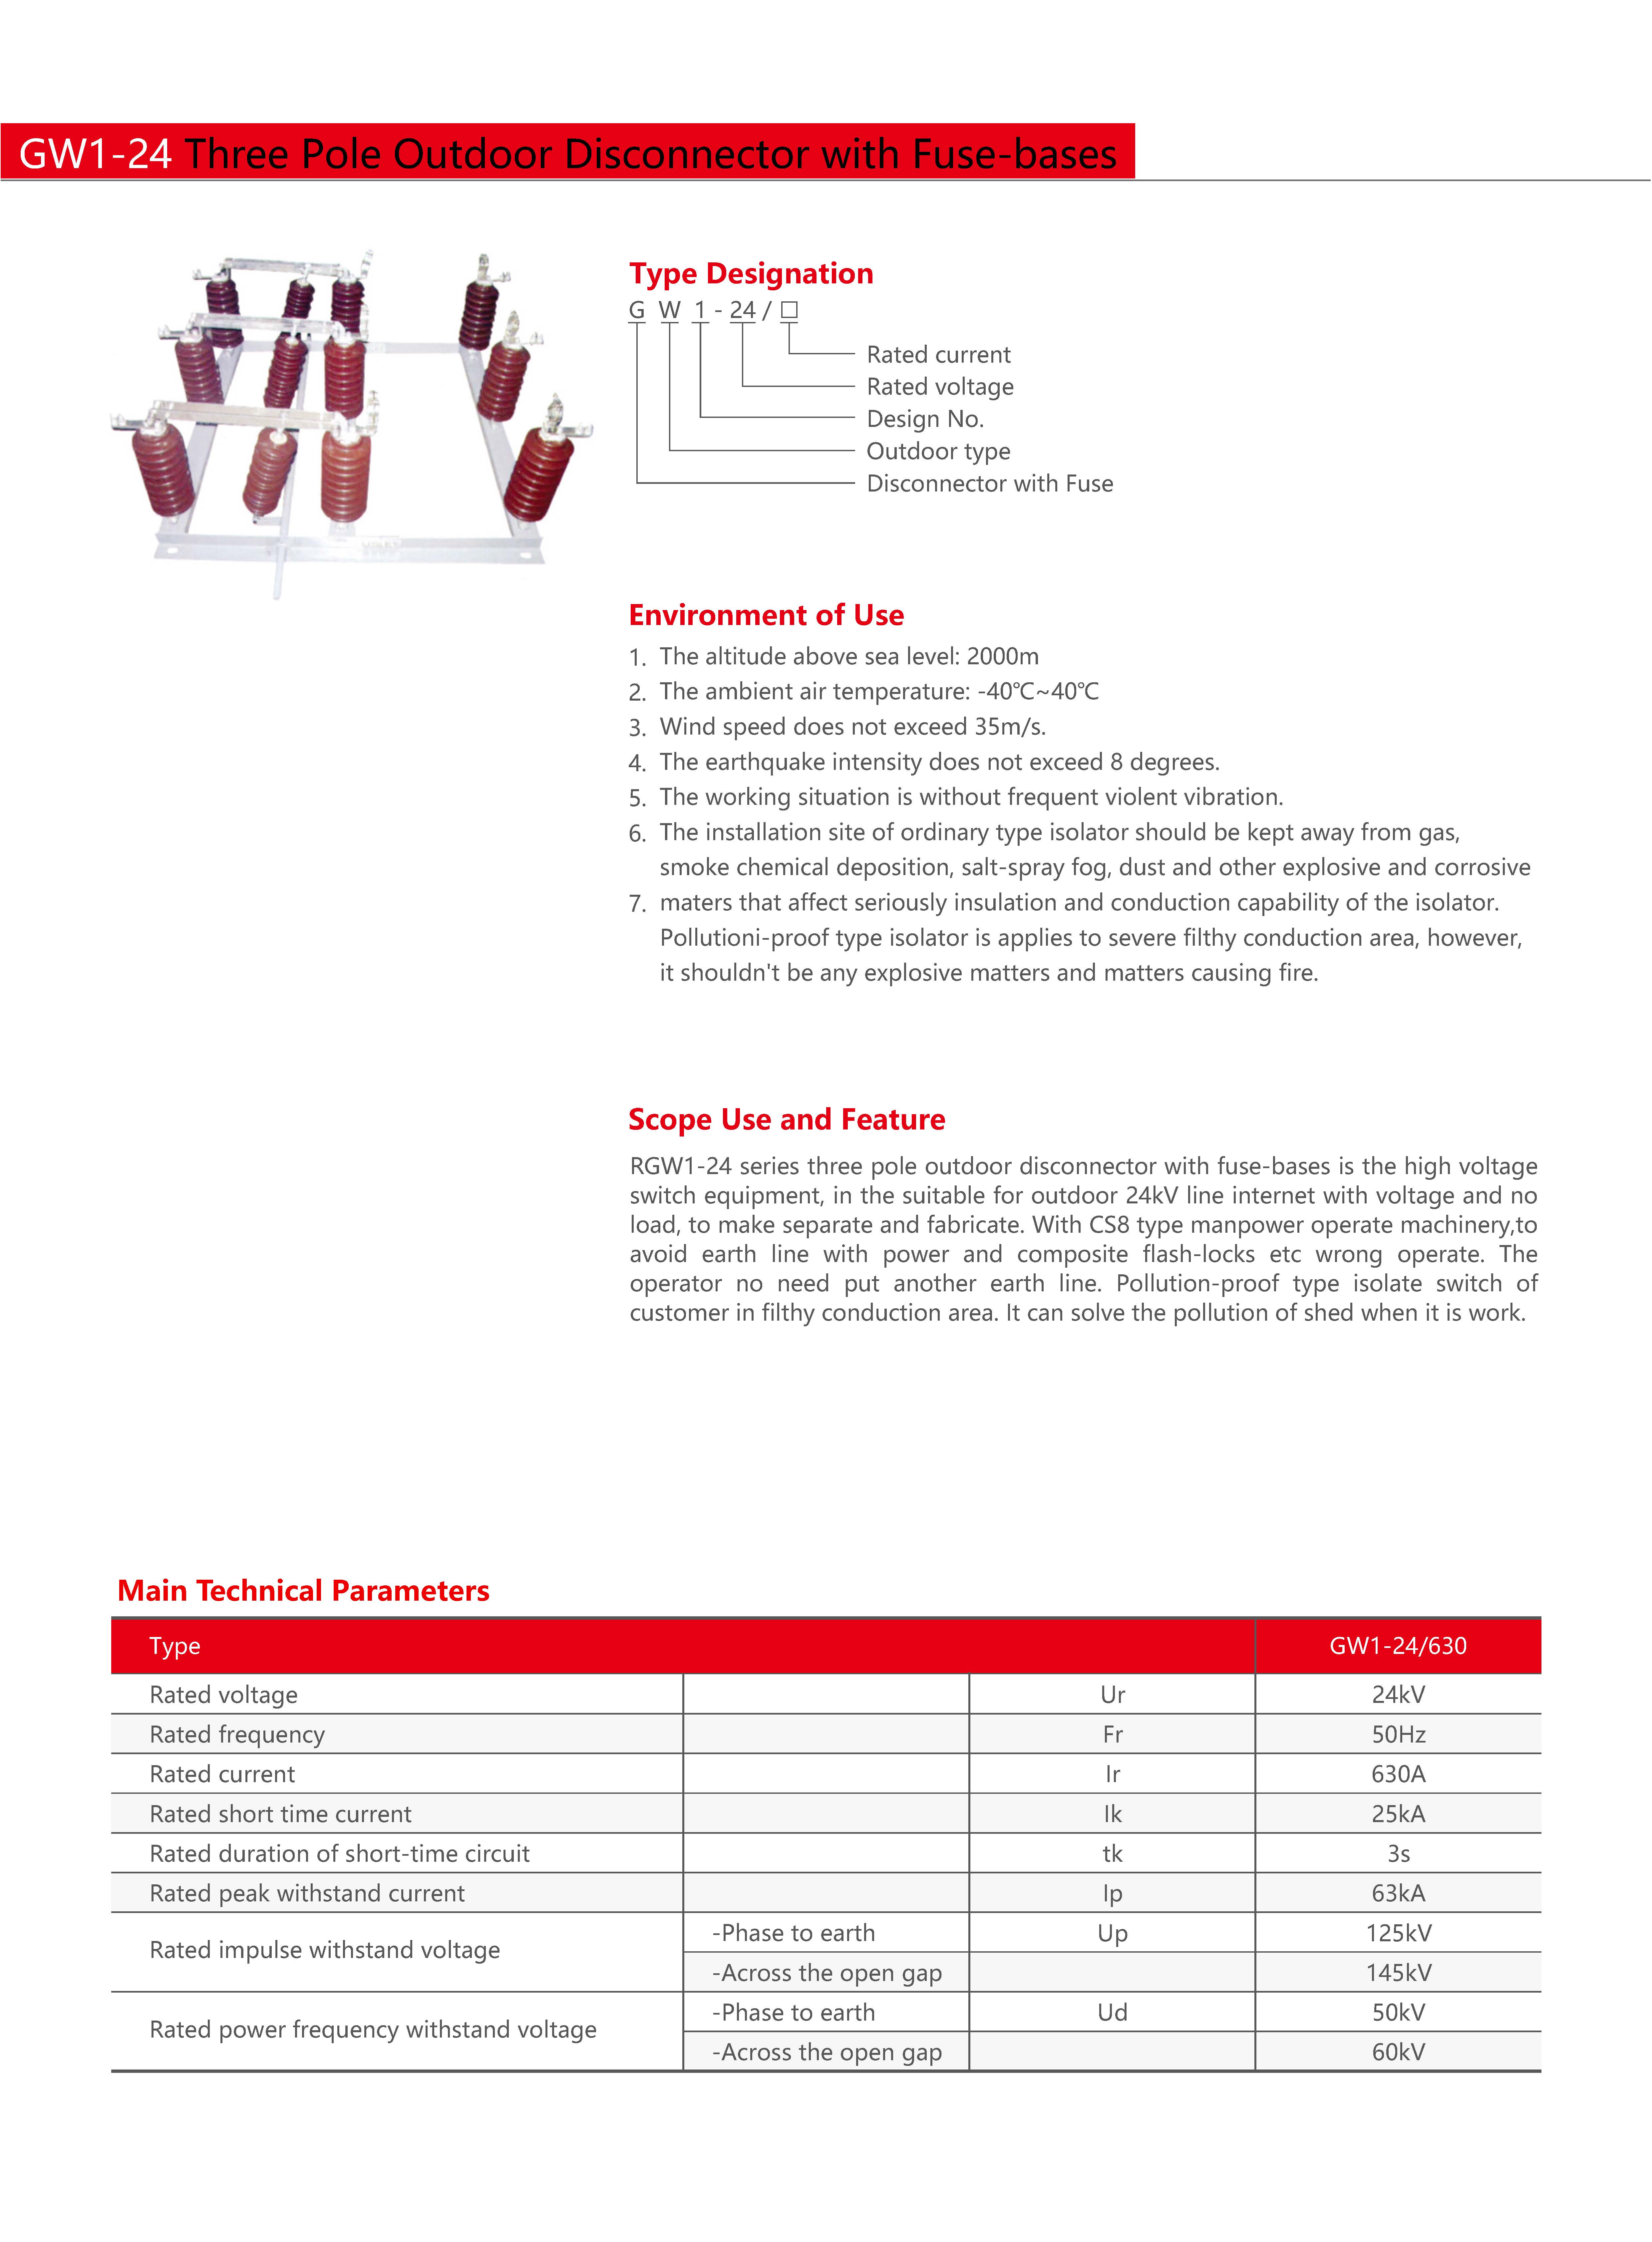 GW1-24 Three Pole Outdoor Disconnector with Fuse-bases
Type Designation
G W 1 - 24 / □
Rated current
Rated voltage
Design No.
Outdoor type
Disconnector with Fuse
Environment of Use
1. The altitude above sea level: 2000m
2. The ambient air temperature: -40℃~40℃
3. Wind speed does not exceed 35m/s.
4. The earthquake intensity does not exceed 8 degrees.
5. The working situation is without frequent violent vibration.
6. The installation site of ordinary type isolator should be kept away from gas,
smoke chemical deposition, salt-spray fog, dust and other explosive and corrosive
7. maters that affect seriously insulation and conduction capability of the isolator.
Pollutioni-proof type isolator is applies to severe filthy conduction area, however,
it shouldn't be any explosive matters and matters causing fire.
Scope Use and Feature
RGW1-24 series three pole outdoor disconnector with fuse-bases is the high voltage
switch equipment, in the suitable for outdoor 24kV line internet with voltage and no
load, to make separate and fabricate. With CS8 type manpower operate machinery,to
avoid earth line with power and composite flash-locks etc wrong operate. The
operator no need put another earth line. Pollution-proof type isolate switch of
customer in filthy conduction area. It can solve the pollution of shed when it is work.
Main Technical Parameters
Type GW1-24/630
Rated voltage Ur 24kV
Rated frequency Fr 50Hz
Rated current Ir 630A
Rated short time current Ik 25kA
Rated duration of short-time circuit tk 3s
Rated peak withstand current Ip 63kA
Rated impulse withstand voltage -Phase to earth Up 125kV
-Across the open gap 145kV
Rated power frequency withstand voltage -Phase to earth Ud 50kV
-Across the open gap 60kV